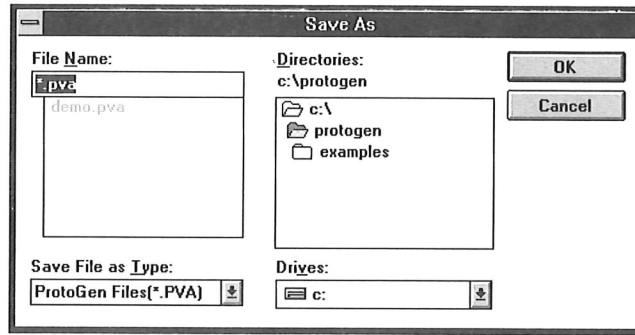 Save As
File Name:
*.pva
demo.pva
Save File as Type:
ProtoGen Files(*.PVA)
Directories:
c:\protogen
c:\
protogen
examples
Drives:
c:
OK
Cancel